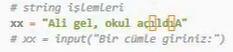 # string işlemleri
xx = "Ali gel, okul açıldıA"
# xx = input("Bir cümle giriniz:")